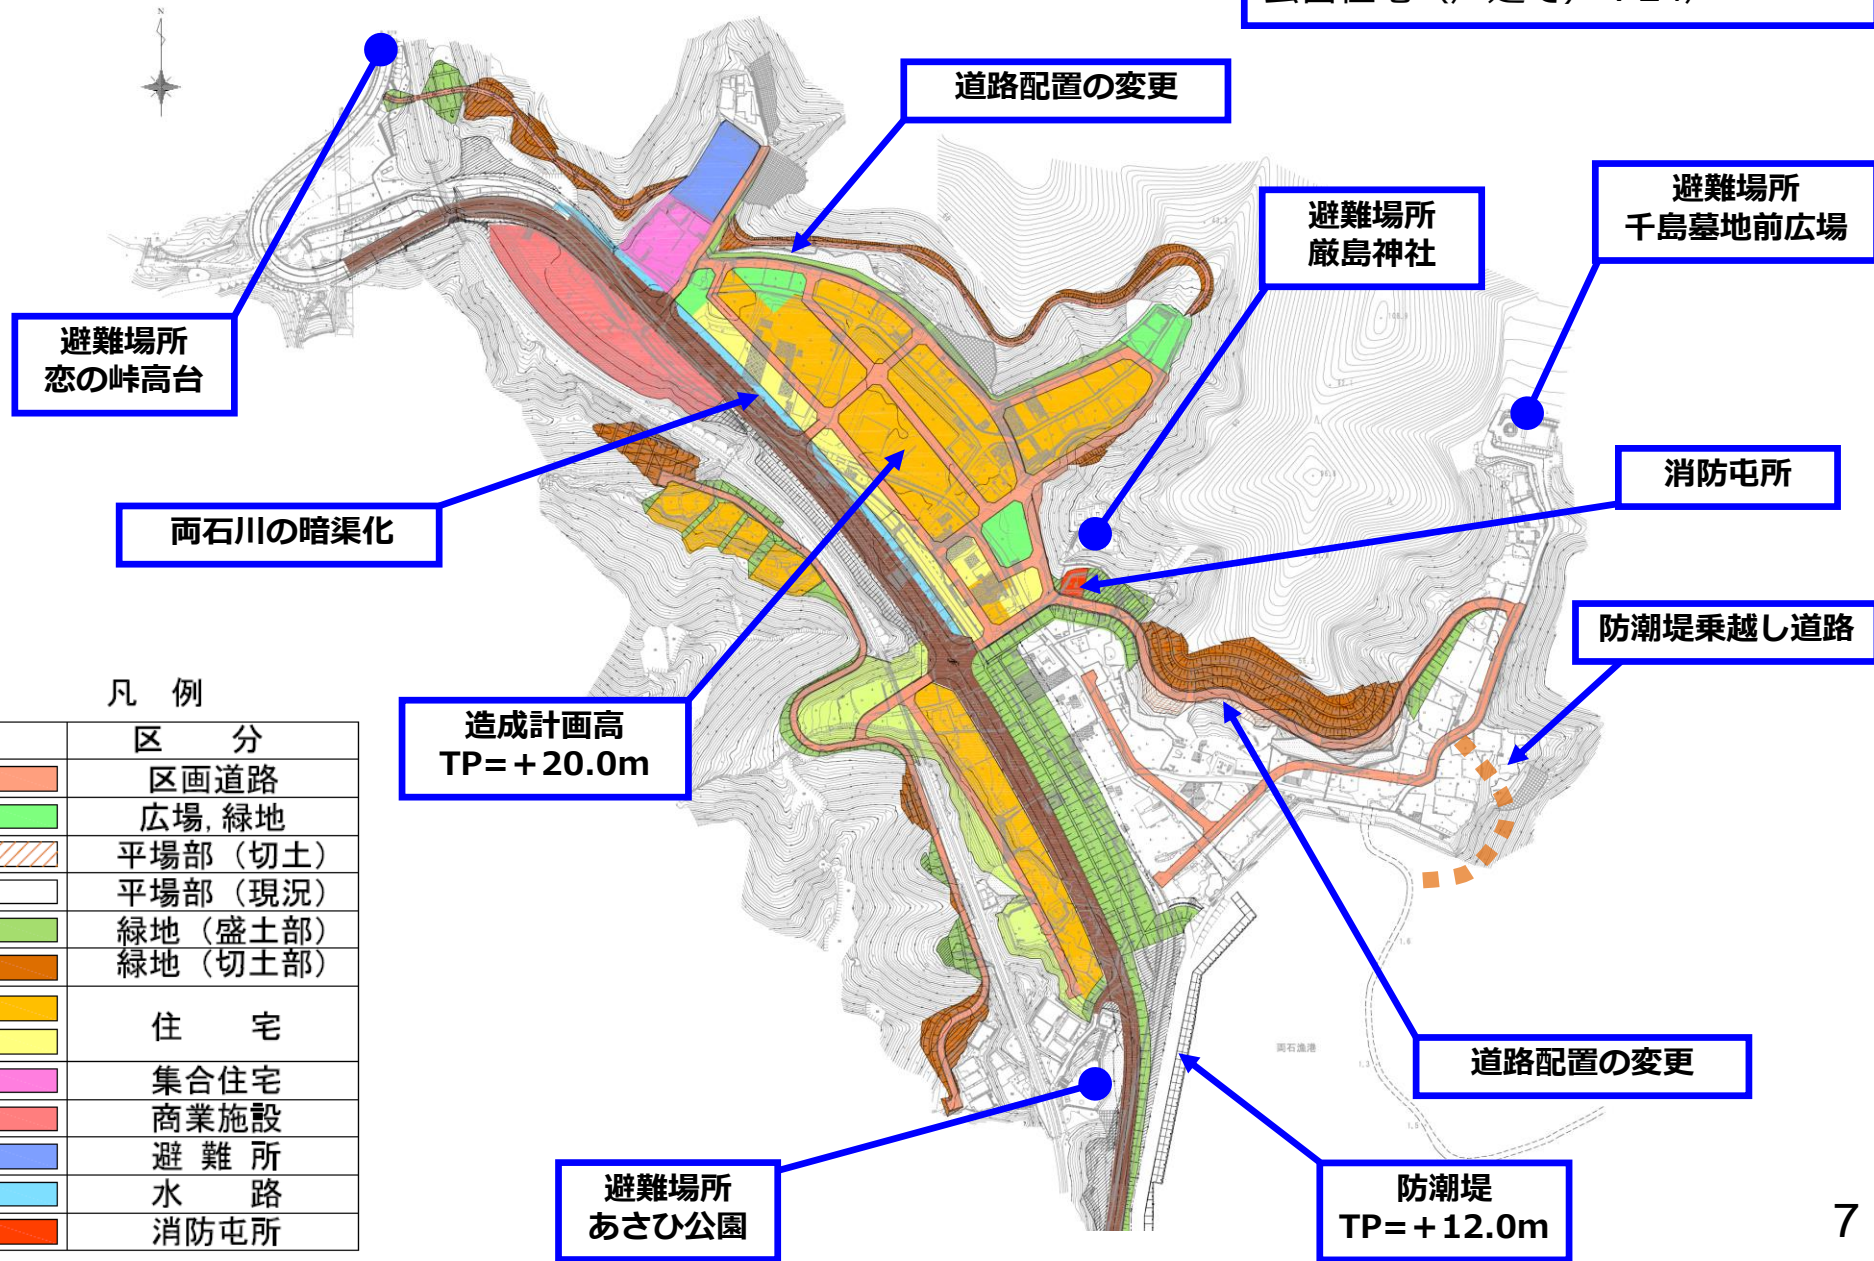 N
道路配置の変更
避難場所
千島墓地前広場
避難場所
厳島神社
避難場所
恋の峠高台
消防屯所
両石川の暗渠化
防潮堤乗越し道路
造成計画高
TP=+20.0m
凡 例
区 分
区画道路
広場,緑地
平場部（切土）
平場部（現況）
緑地（盛土部）
緑地（切土部）
住 宅
集合住宅
商業施設
避 難 所
水 路
消防屯所
両石漁港
道路配置の変更
避難場所
あさひ公園
防潮堤
TP=+12.0m
7